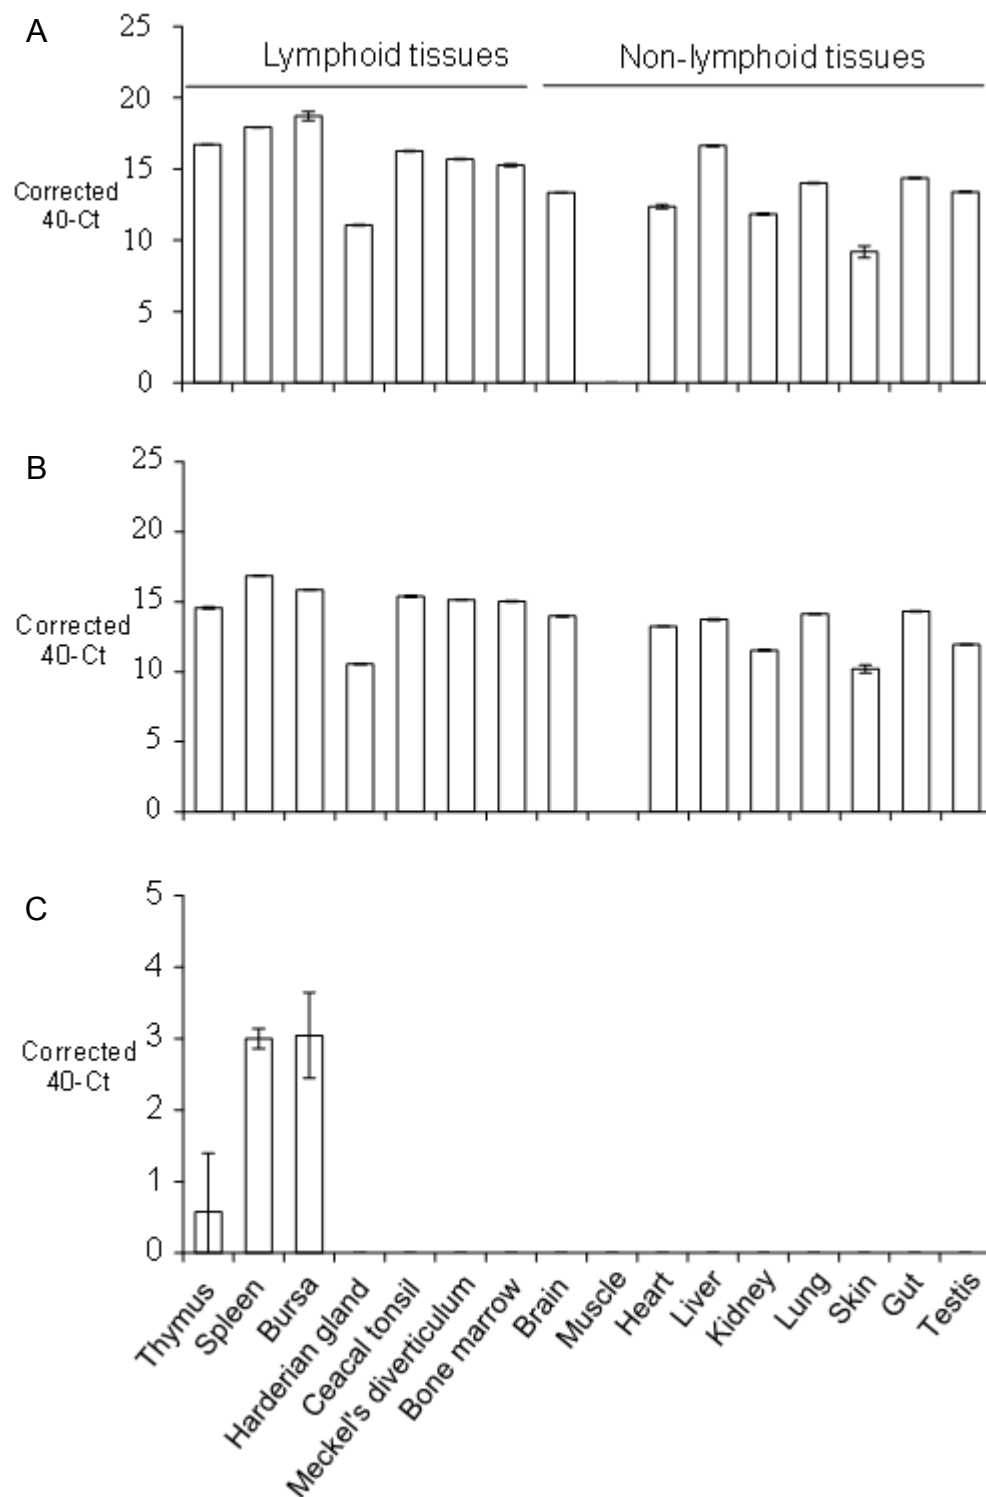 A
25
Lymphoid tissues
Non-lymphoid tissues
20
15
Corrected
40-Ct
10
5
0
B
25
20
15
Corrected
40-Ct
10
5
0
C
5
4
3
Corrected
40-Ct
2
1
0
Thymus
Spleen
Bursa
Harderian gland
Ceacal tonsil
Meckel's diverticulum
Bone marrow
Brain
Muscle
Heart
Liver
Kidney
Lung
Skin
Gut
Testis